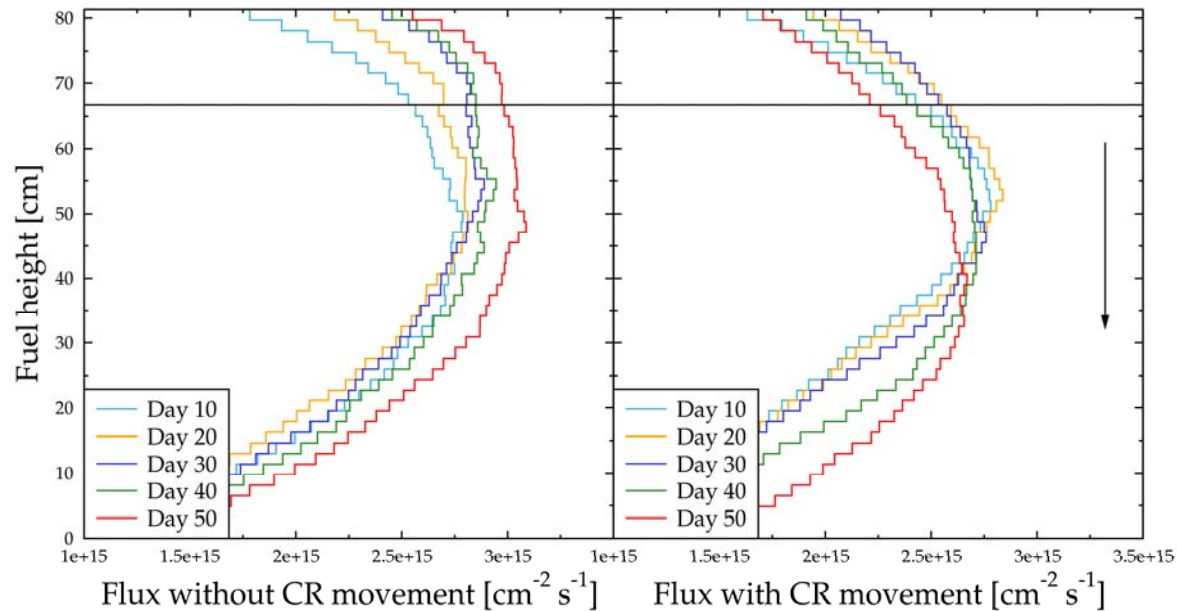 80
70
60
50
40
30
20
10
0
Fuel height [cm]
Day 10
Day 20
Day 30
Day 40
Day 50
Day 10
Day 20
Day 30
Day 40
Day 50
1e+15 1.5e+15 2e+15 2.5e+15 3e+15 1e+15 1.5e+15 2e+15 2.5e+15 3e+15 3.5e+15
Flux without CR movement [cm⁻² s⁻¹] Flux with CR movement [cm⁻² s⁻¹]